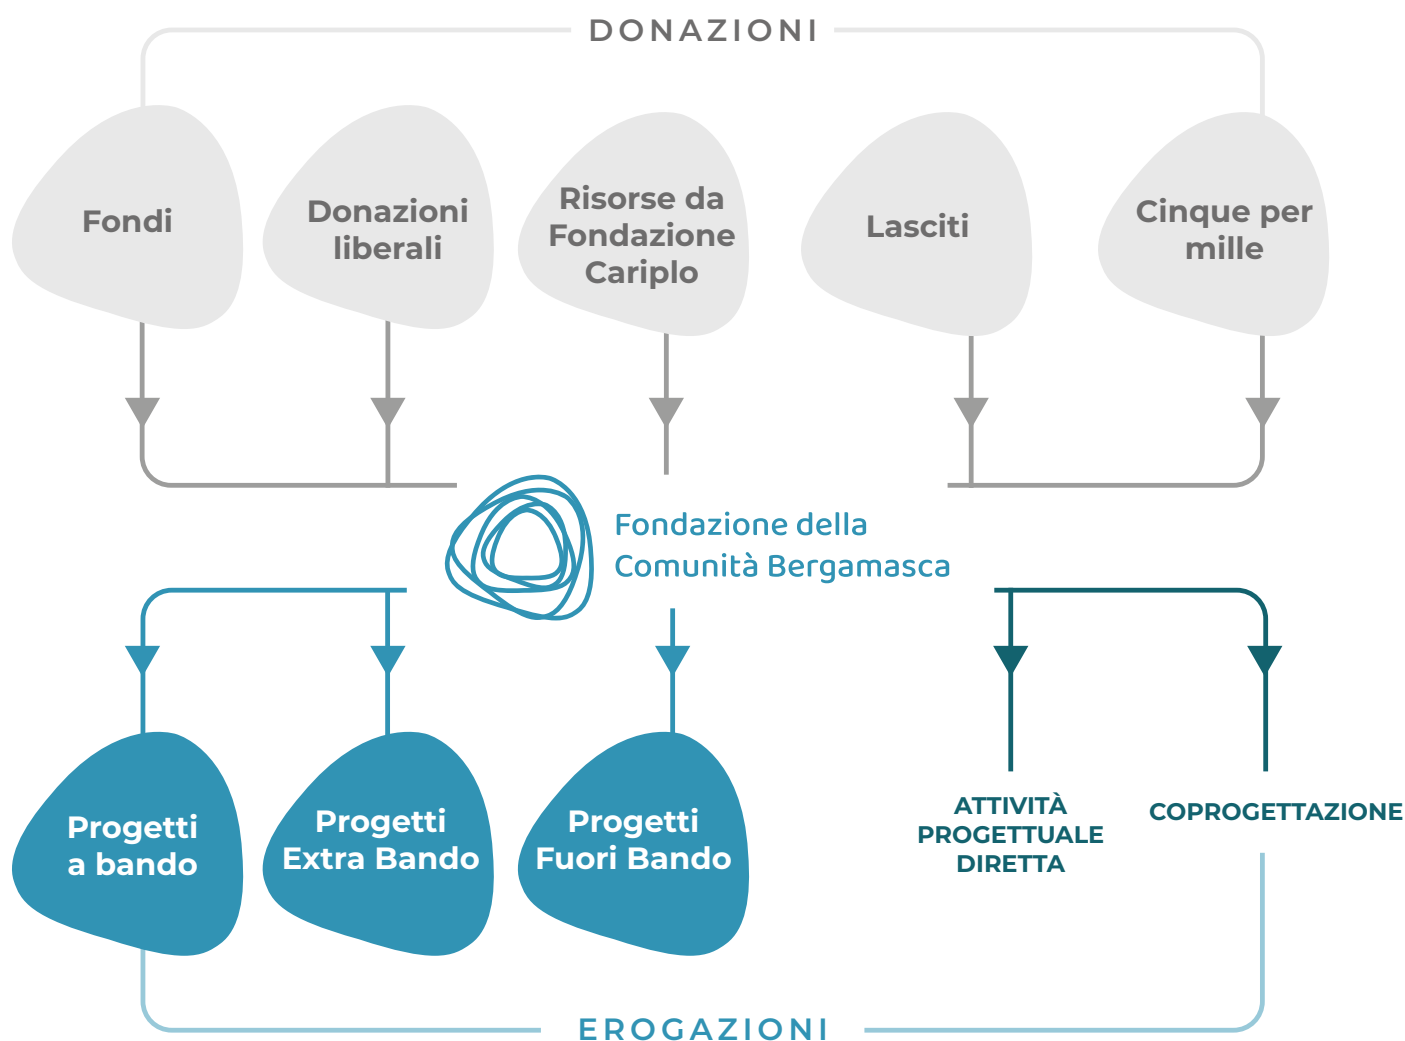 DONAZIONI
Fondi
Donazioni
liberali
Risorse da
Fondazione
Cariplo
Lasciti
Cinque per
mille
Fondazione della
Comunità Bergamasca
Progetti
a bando
Progetti
Extra Bando
Progetti
Fuori Bando
ATTIVITÀ
PROGETTUALE
DIRETTA
COPROGETTAZIONE
EROGAZIONI